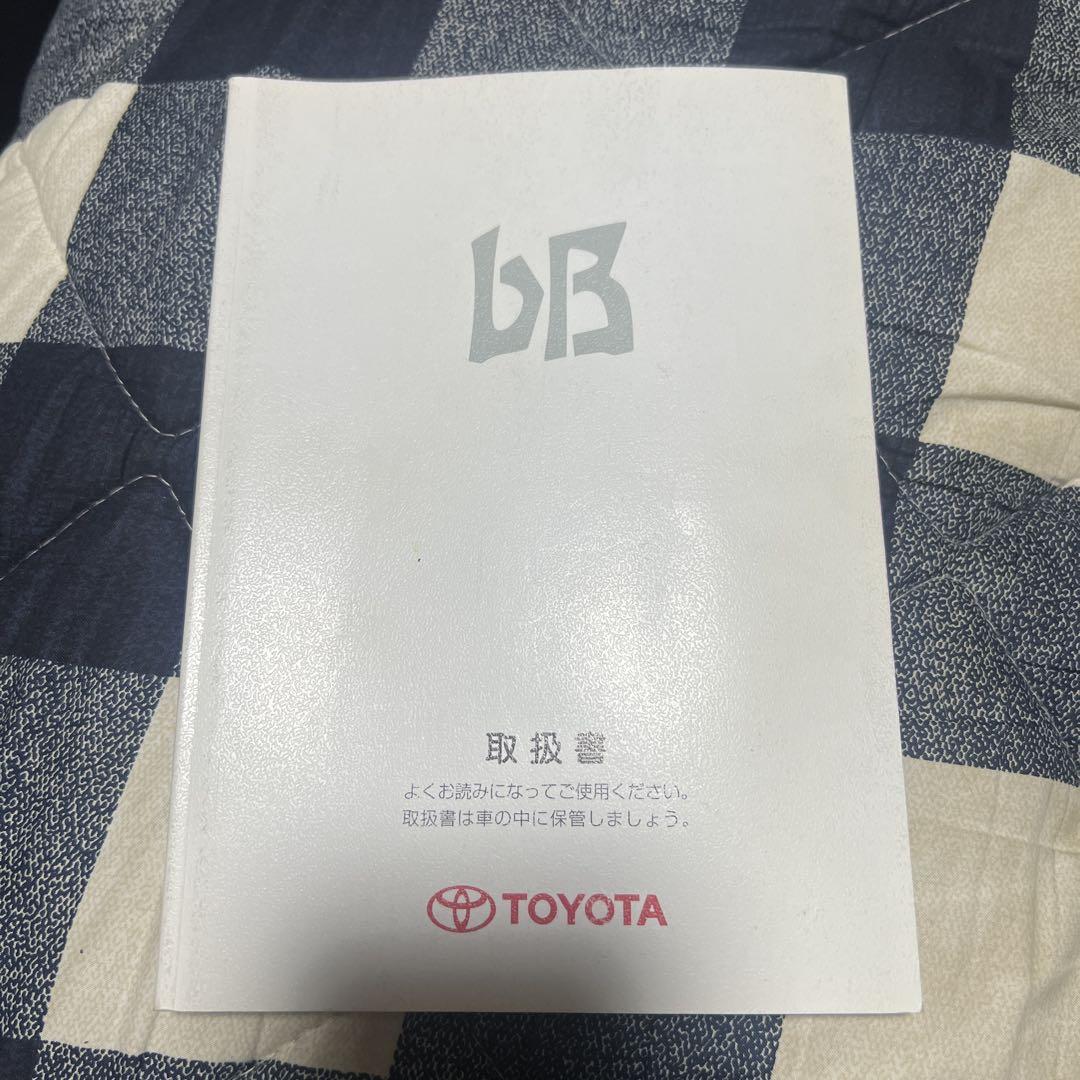 bB
取扱書
よくお読みになってご使用ください。
取扱書は車の中に保管しましょう。
TOYOTA